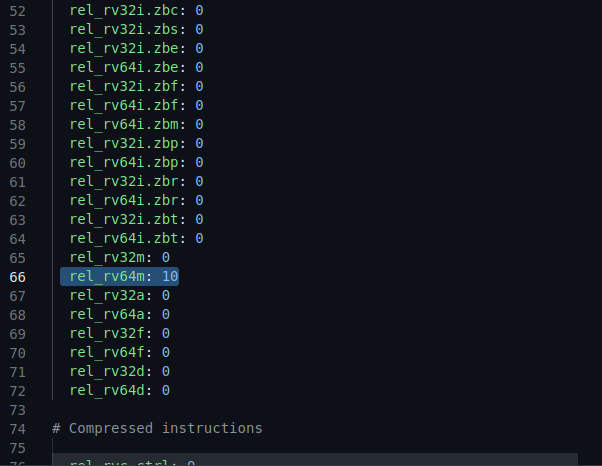 52 rel_rv32i.zbc: 0
53 rel_rv32i.zbs: 0
54 rel_rv32i.zbe: 0
55 rel_rv64i.zbe: 0
56 rel_rv32i.zbf: 0
57 rel_rv64i.zbf: 0
58 rel_rv64i.zbm: 0
59 rel_rv32i.zbp: 0
60 rel_rv64i.zbp: 0
61 rel_rv32i.zbr: 0
62 rel_rv64i.zbr: 0
63 rel_rv32i.zbt: 0
64 rel_rv64i.zbt: 0
65 rel_rv32m: 0
66 rel_rv64m: 10
67 rel_rv32a: 0
68 rel_rv64a: 0
69 rel_rv32f: 0
70 rel_rv64f: 0
71 rel_rv32d: 0
72 rel_rv64d: 0
73
74 # Compressed instructions
75
76 rel_rvc.ctrl: 0